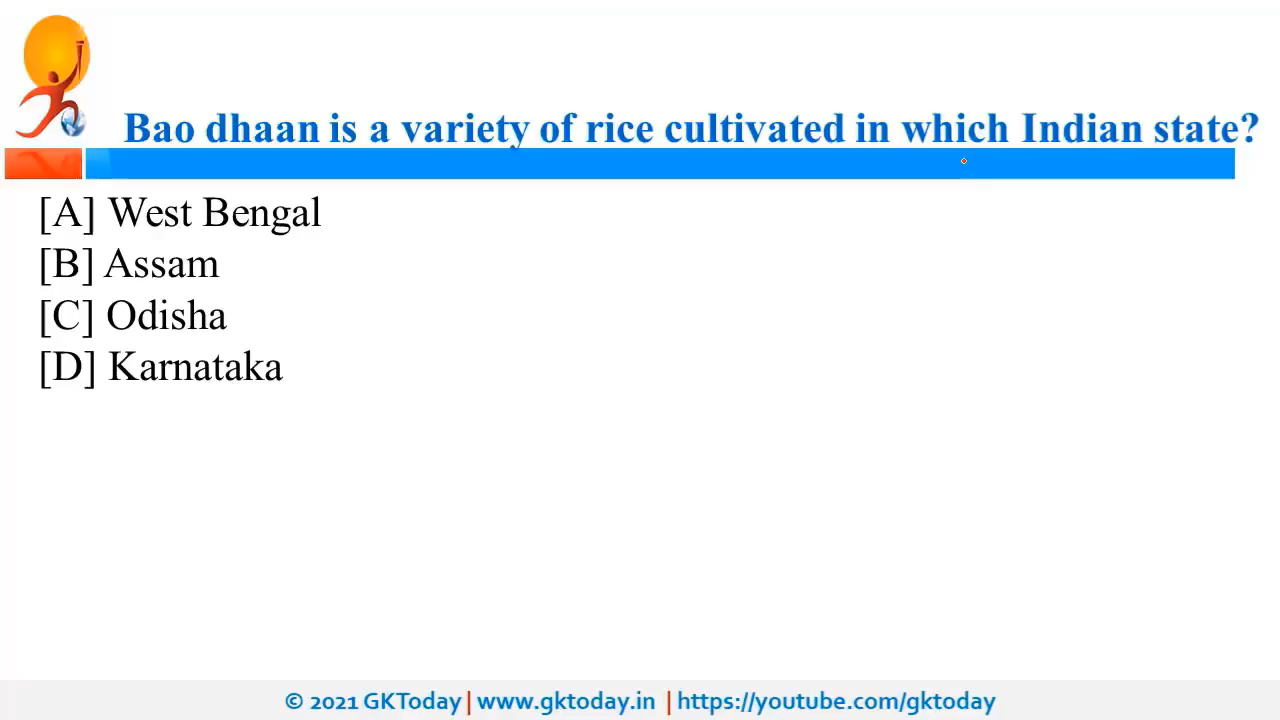 Bao dhaan is a variety of rice cultivated in which Indian state?
[A] West Bengal
[B] Assam
[C] Odisha
[D] Karnataka
© 2021 GKToday | www.gktoday.in | https://youtube.com/gktoday